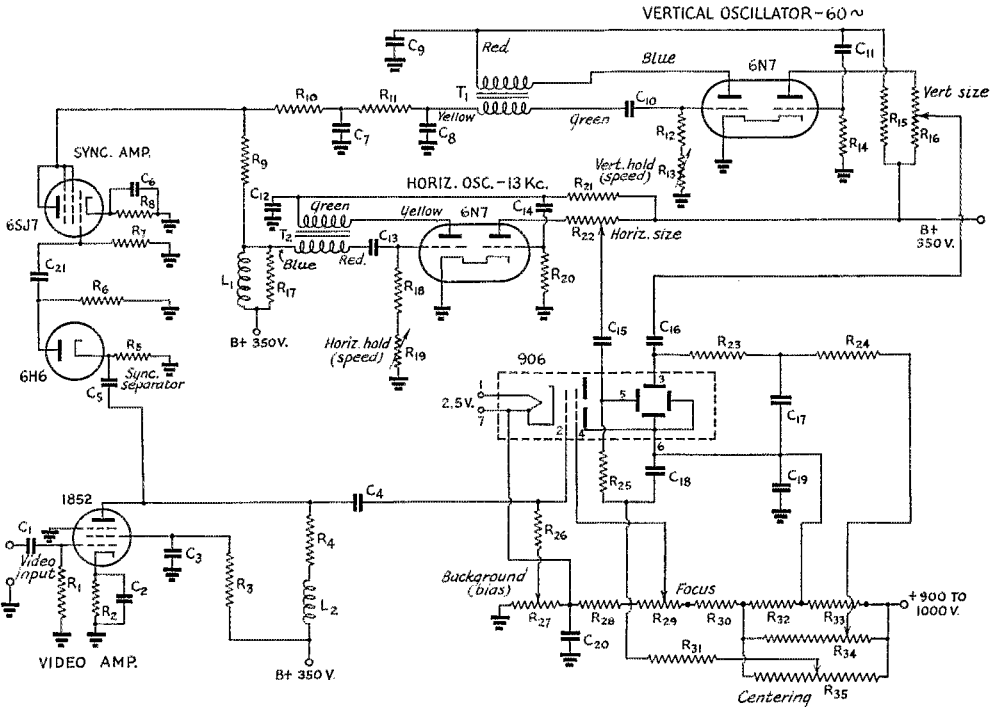 VERTICAL OSCILLATOR-60~
C9
Red
Blue
6N7
C11
T1
R10
R11
Yellow
Green
C10
R12
C7
C8
R15
R16
Vert size
R14
R9
Vert. hold
(speed)
R13
SYNC. AMP.
C6
R8
6SJ7
R7
C12
HORIZ. OSC.-13 Kc.
R21
Green
Yellow
6N7
C14
R22
Horiz. size
B+
350V.
T2
Blue
Red.
C13
C21
L1
R17
R18
R20
R6
B+ 350V.
Horiz. hold
(speed)
R19
C15
C16
R23
R24
6H6
R5
Sync.
separator
C5
906
1
2.5V.
7
2
4
5
3
6
C17
R25
C18
C19
1852
C4
R26
C1
Video
input
C3
R4
R1
R2
C2
R3
L2
Background
(bias)
Focus
+900 TO
1000 V.
R27
R28
R29
R30
R32
R33
C20
R34
R31
VIDEO AMP.
B+ 350 V.
Centering
R35